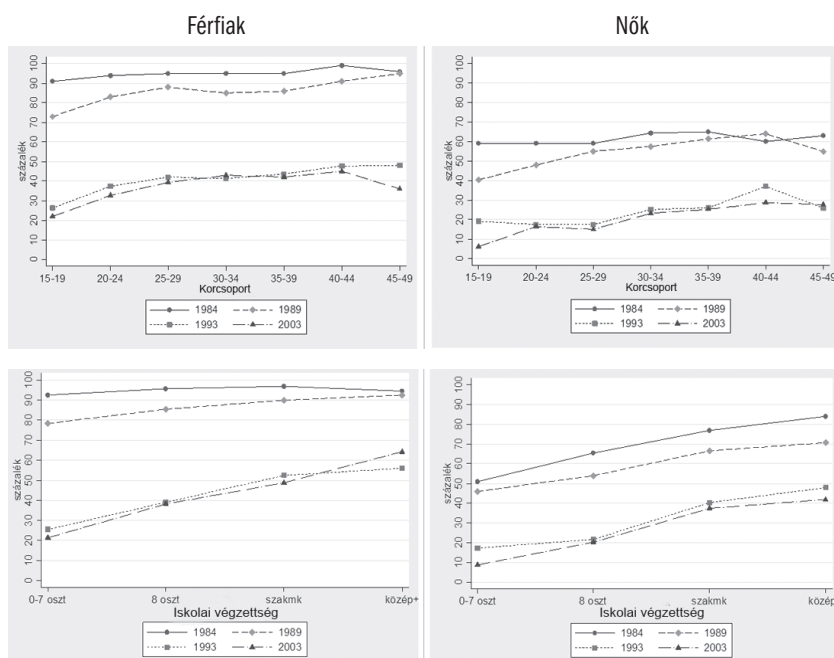 Férfiak
Nők
százalék
0 10 20 30 40 50 60 70 80 90 100
15-19 20-24 25-29 30-34 35-39 40-44 45-49
Korcsoport
1984 1989
1993 2003
százalék
0 10 20 30 40 50 60 70 80 90 100
15-19 20-24 25-29 30-34 35-39 40-44 45-49
Korcsoport
1984 1989
1993 2003
százalék
0 10 20 30 40 50 60 70 80 90 100
0-7 oszt 8 oszt szakmk közép+
Iskolai végzettség
1984 1989
1993 2003
százalék
0 10 20 30 40 50 60 70 80 90 100
0-7 oszt 8 oszt szakmk közép
Iskolai végzettség
1984 1989
1993 2003